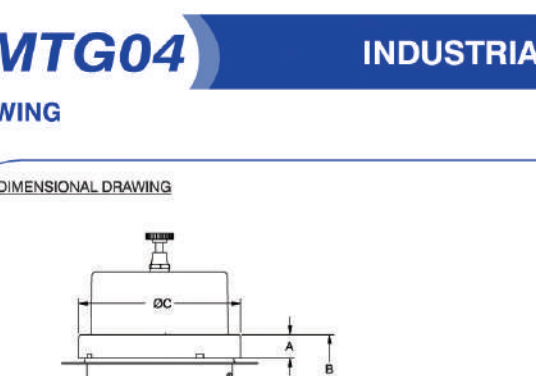 MTG04
INDUSTRIA
WING
DIMENSIONAL DRAWING
ØC
A
B